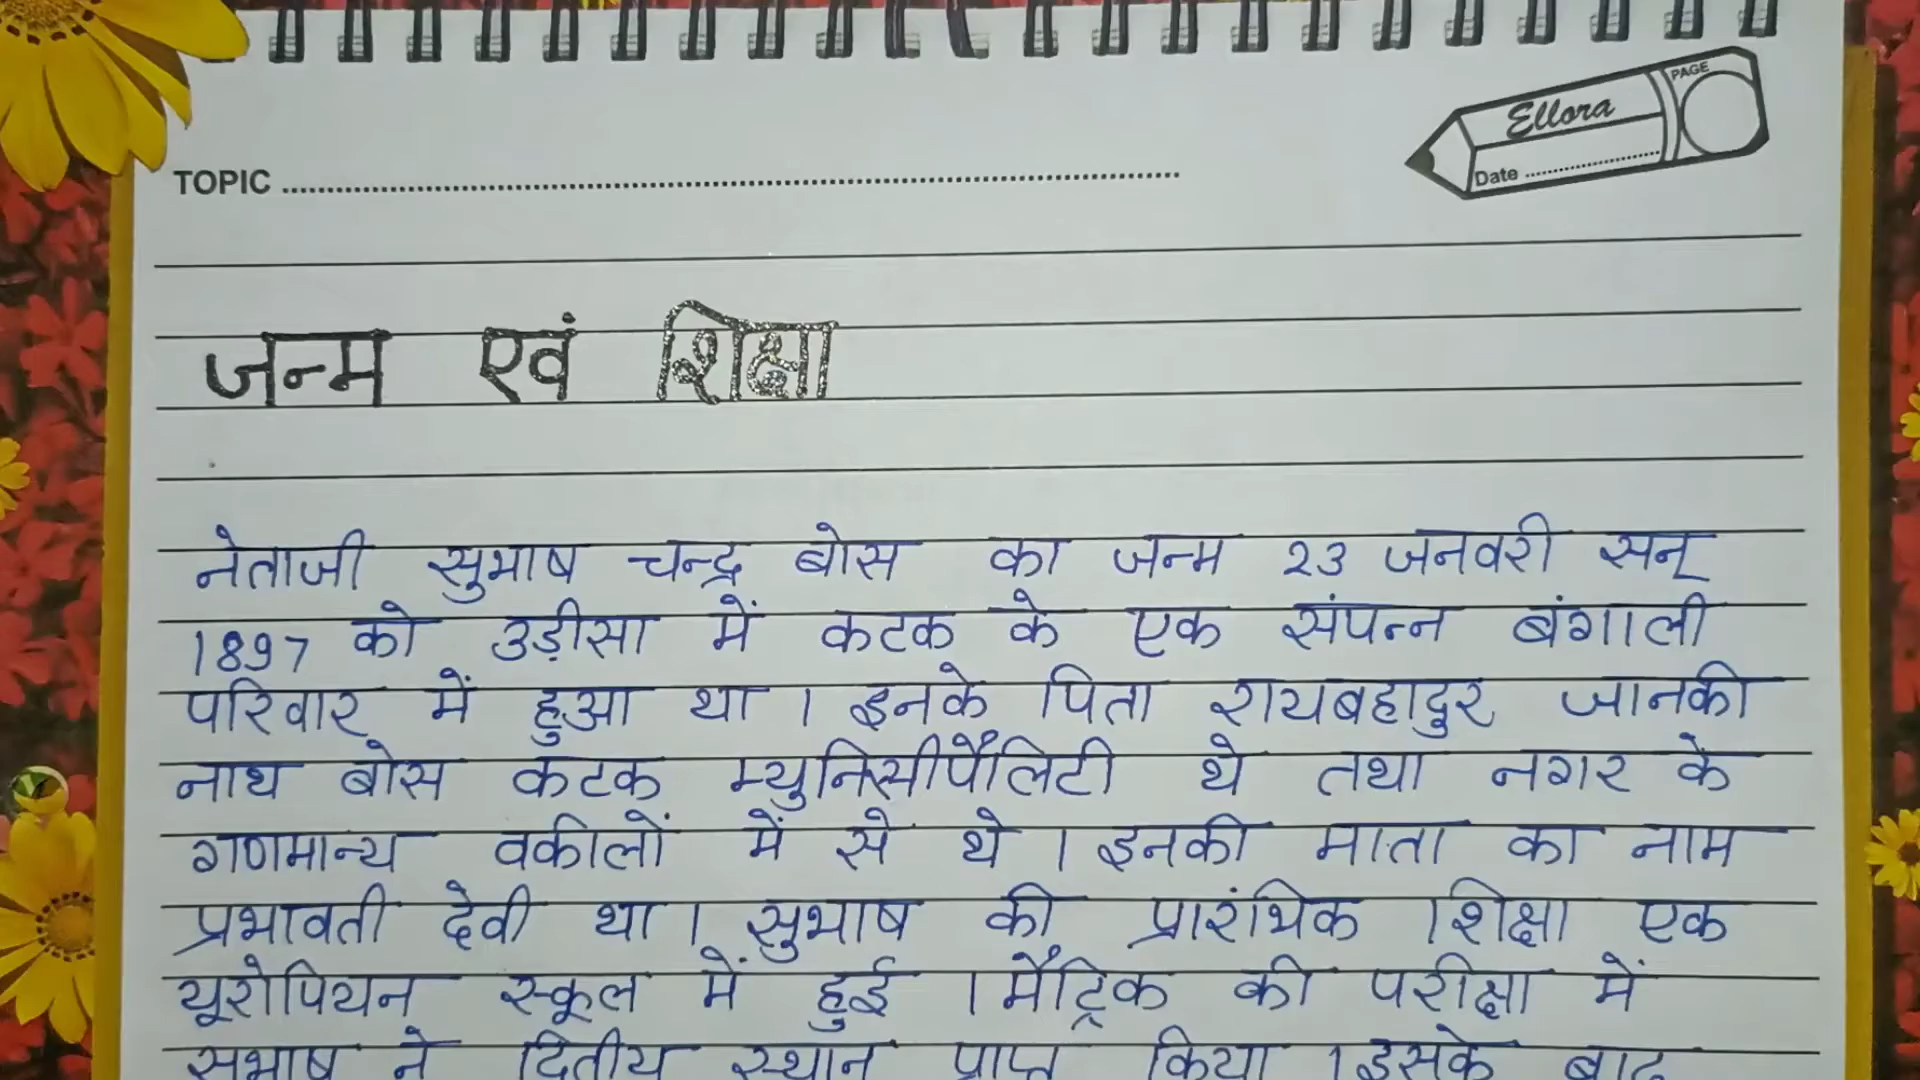 PAGE
Ellora
Date
TOPIC
जन्म एवं शिक्षा
नेताजी सुभाष चन्द्र बोस का जन्म 23 जनवरी सन्
1897 को उड़ीसा में कटक के एक संपन्न बंगाली
परिवार में हुआ था । इनके पिता रायबहादुर जानकी
नाथ बोस कटक म्युनिसीपैलिटी थे तथा नगर के
गणमान्य वकीलों में से थे । इनकी माता का नाम
प्रभावती देवी था । सुभाष की प्रारंभिक शिक्षा एक
यूरोपियन स्कूल में हुई । मैट्रिक की परीक्षा में
सुभाष ने द्वितीय स्थान प्राप्त किया । इसके बाद